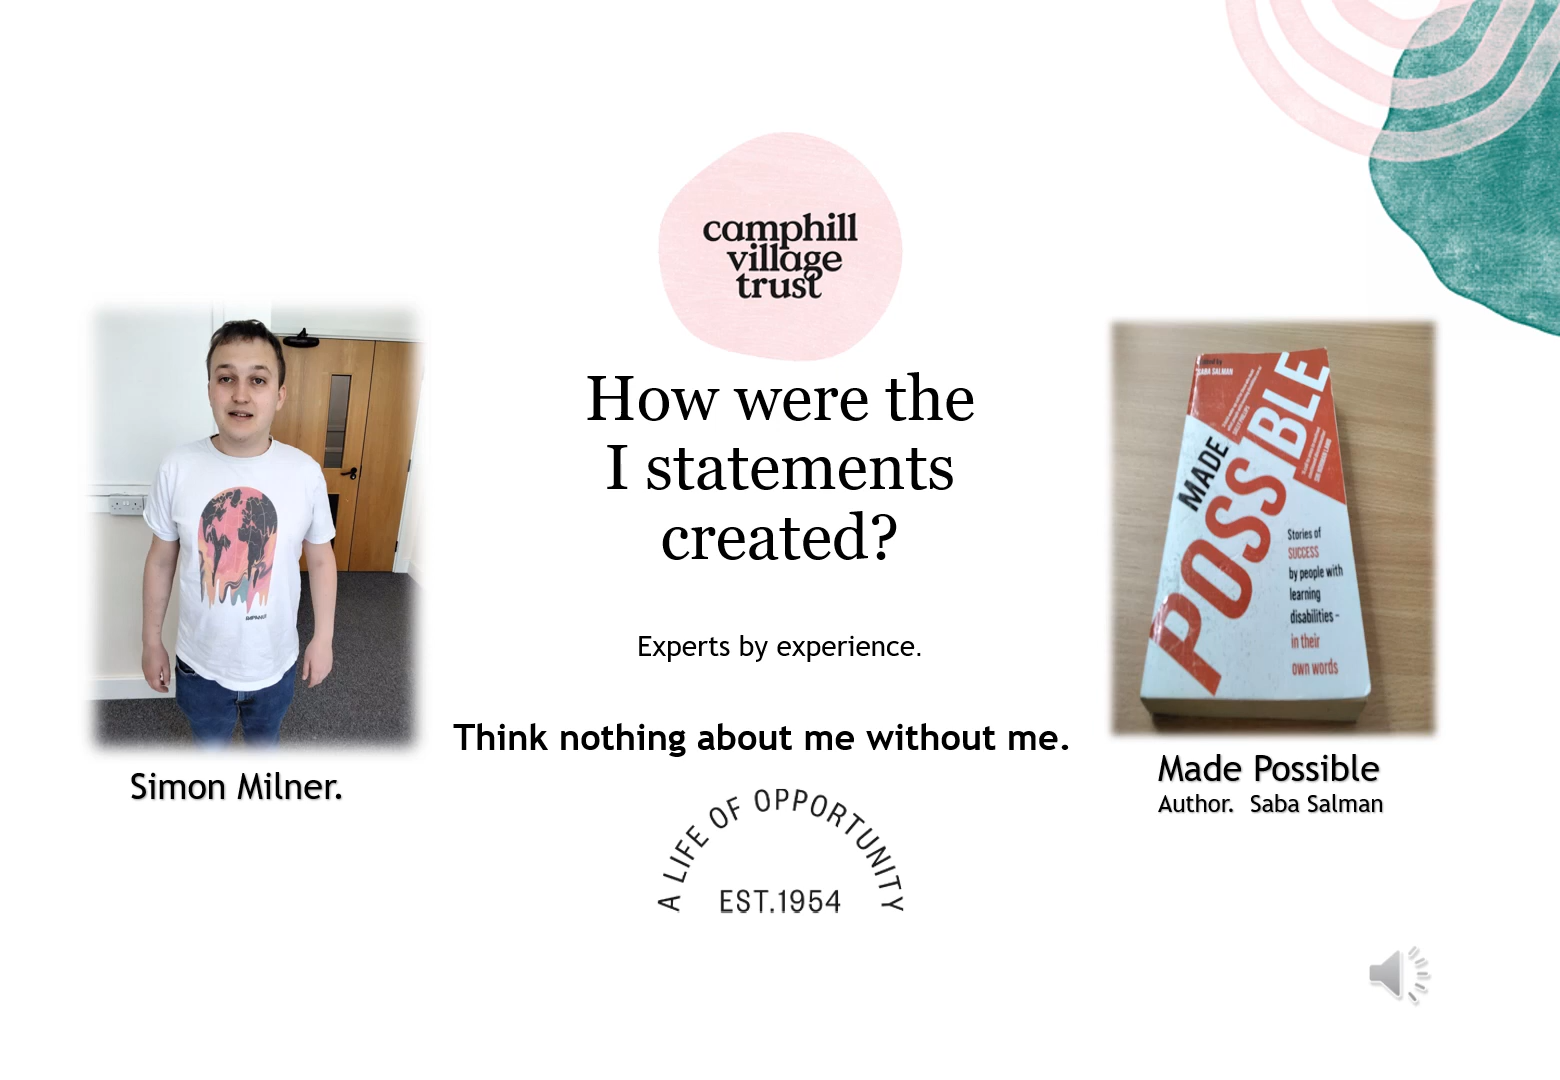 camphill
village
trust
How were the
I statements
created?
Experts by experience.
Think nothing about me without me.
A LIFE OF OPPORTUNITY
EST.1954
Simon Milner.
SABA SALMAN
MADE
POSSIBLE
Stories of
SUCCESS
by people with
learning
disabilities –
in their
own words
Made Possible
Author. Saba Salman